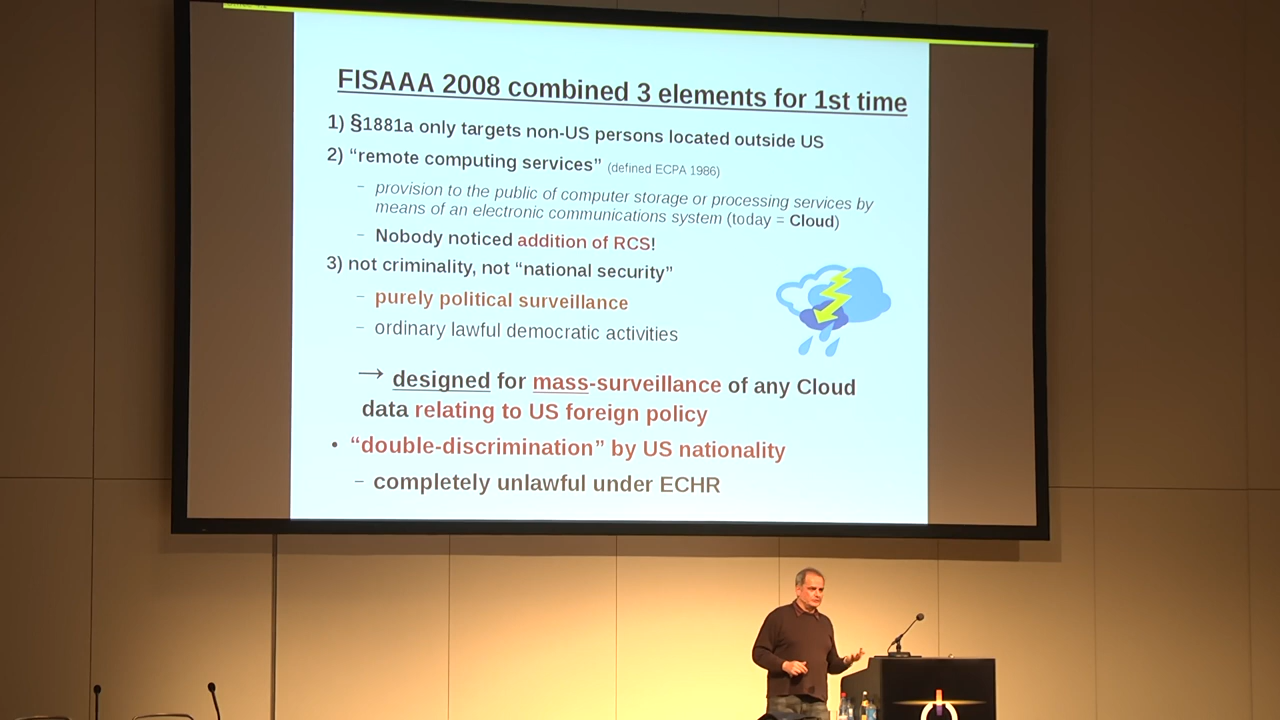 FISAAA 2008 combined 3 elements for 1st time
1) §1881a only targets non-US persons located outside US
2) “remote computing services” (defined ECPA 1986)
– provision to the public of computer storage or processing services by
means of an electronic communications system (today = Cloud)
– Nobody noticed addition of RCS!
3) not criminality, not “national security”
– purely political surveillance
– ordinary lawful democratic activities
→ designed for mass-surveillance of any Cloud
data relating to US foreign policy
• “double-discrimination” by US nationality
– completely unlawful under ECHR